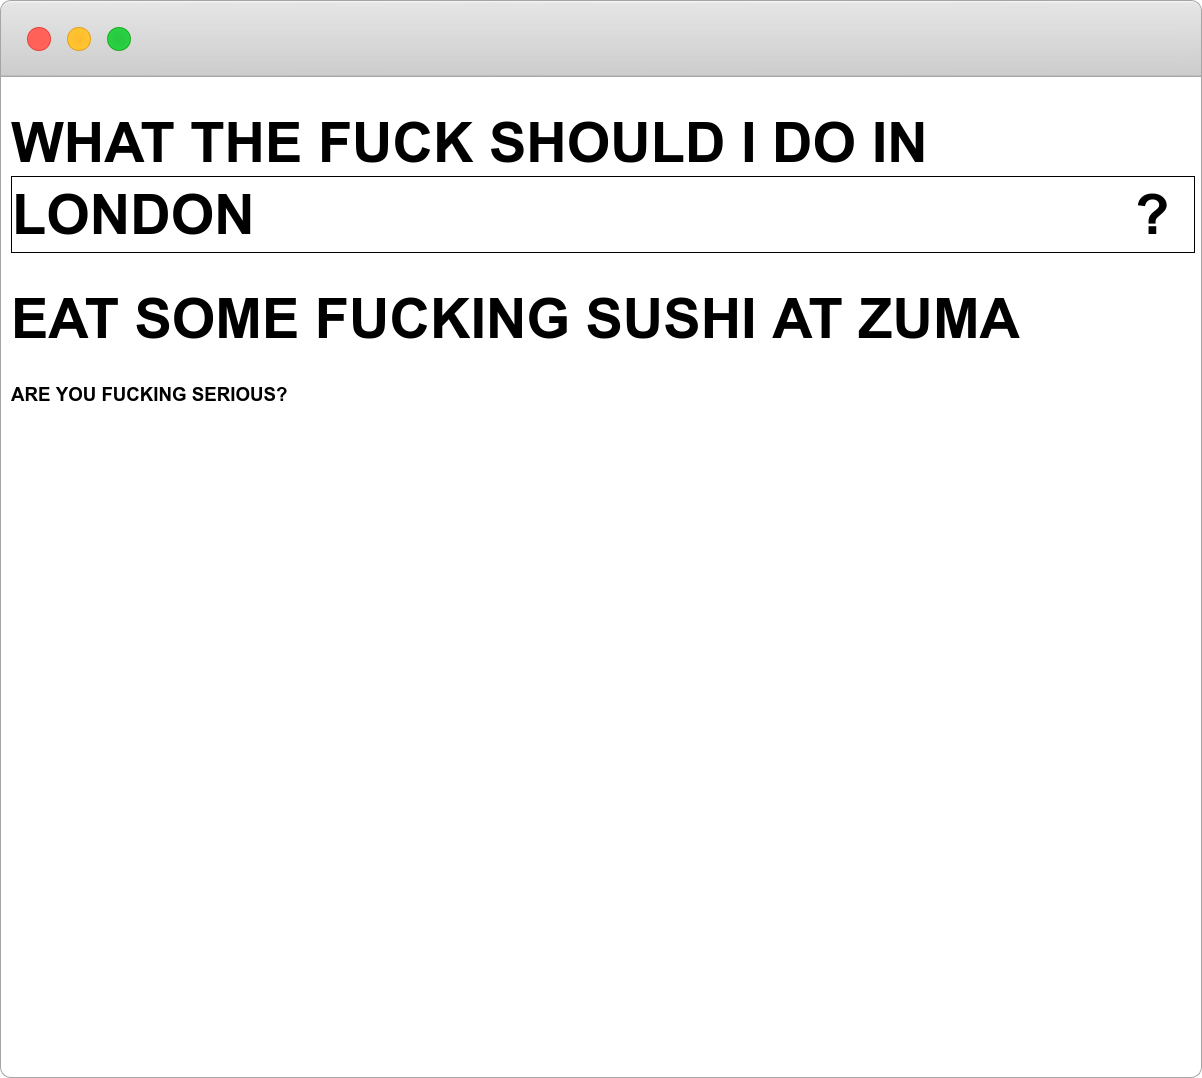 WHAT THE FUCK SHOULD I DO IN
LONDON ?
EAT SOME FUCKING SUSHI AT ZUMA
ARE YOU FUCKING SERIOUS?